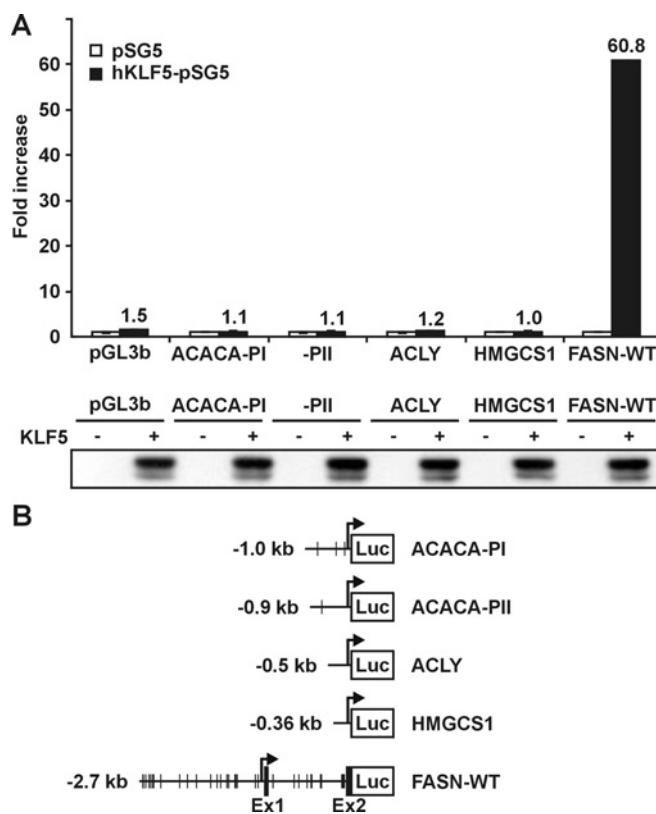 A
pSG5
hKLF5-pSG5
Fold increase
60
50
40
30
20
10
0
1.5
1.1
1.1
1.2
1.0
60.8
pGL3b ACACA-PI -PII ACLY HMGCS1 FASN-WT
pGL3b ACACA-PI -PII ACLY HMGCS1 FASN-WT
KLF5 - + - + - + - + - + - +
B
-1.0 kb Luc ACACA-PI
-0.9 kb Luc ACACA-PII
-0.5 kb Luc ACLY
-0.36 kb Luc HMGCS1
-2.7 kb Luc FASN-WT
Ex1 Ex2